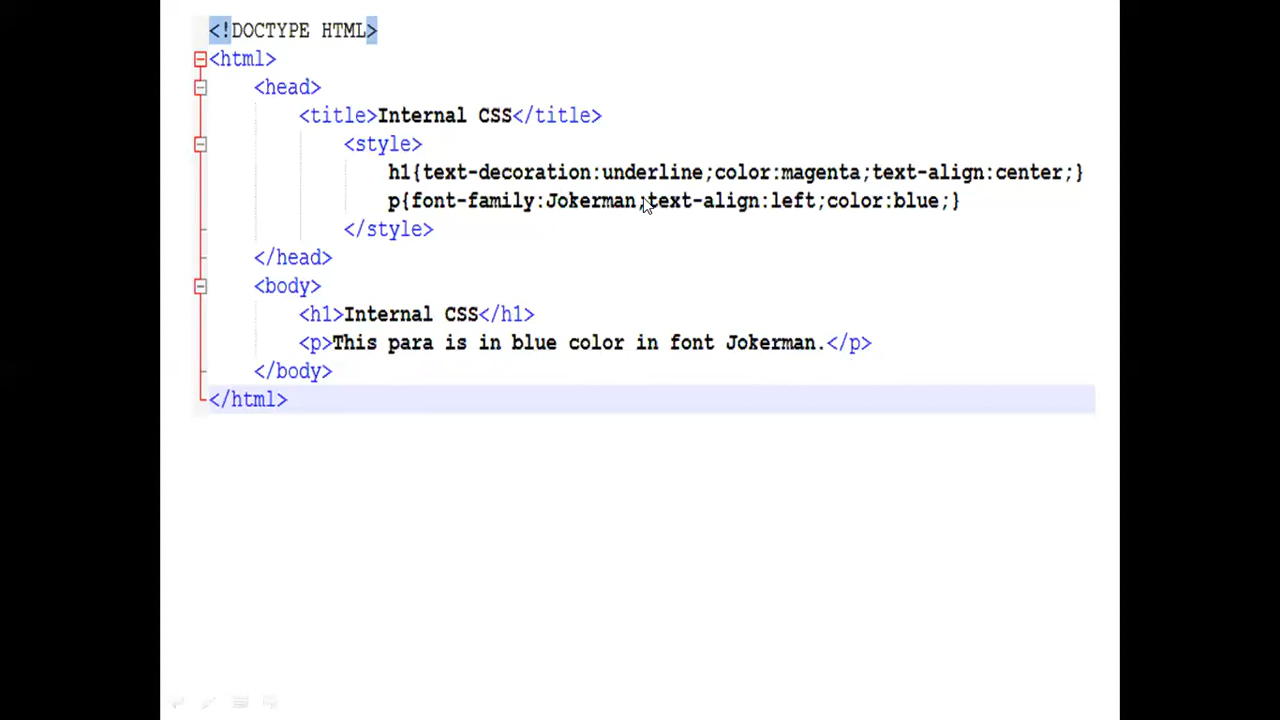 <!DOCTYPE HTML>
<html>
<head>
<title>Internal CSS</title>
<style>
h1{text-decoration:underline;color:magenta;text-align:center;}
p{font-family:Jokerman;text-align:left;color:blue;}
</style>
</head>
<body>
<h1>Internal CSS</h1>
<p>This para is in blue color in font Jokerman.</p>
</body>
</html>